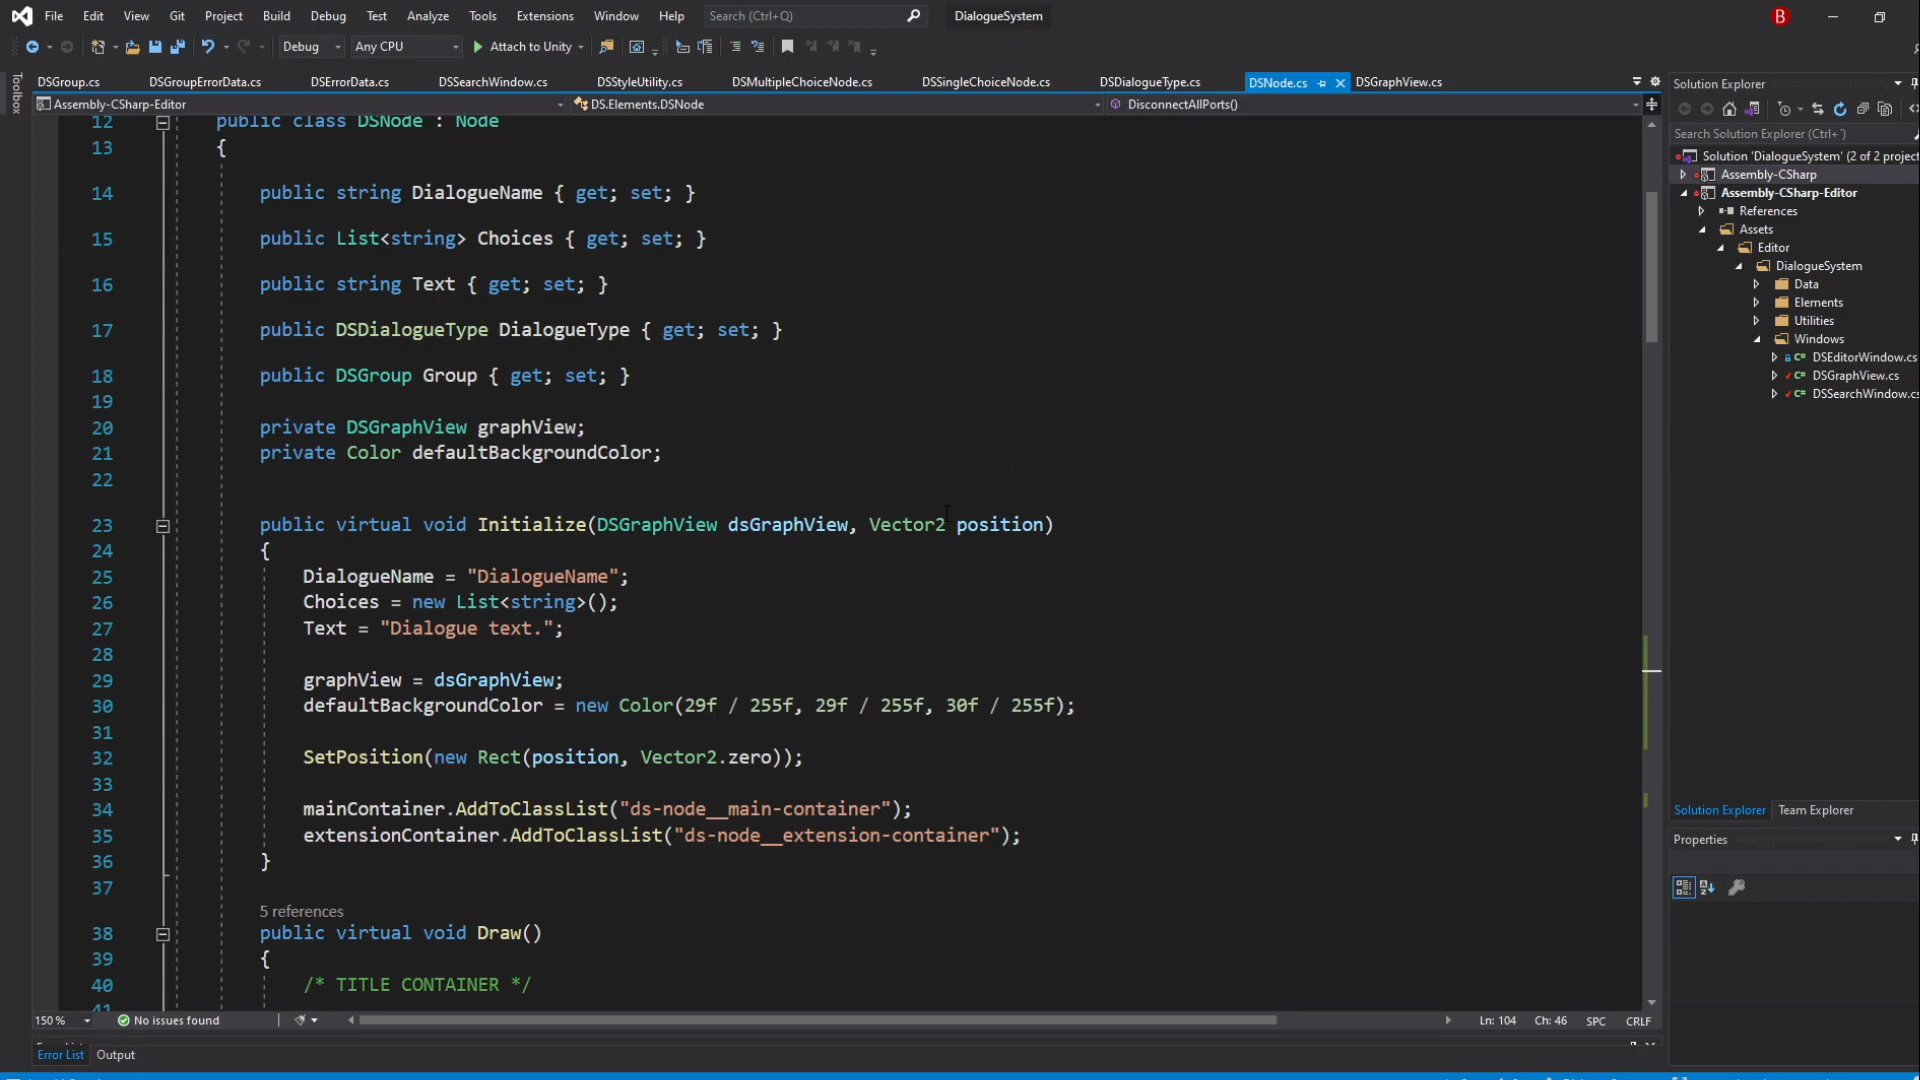 File Edit View Git Project Build Debug Test Analyze Tools Extensions Window Help Search (Ctrl+Q) DialogueSystem B
Debug Any CPU Attach to Unity
Toolbox
DSGroup.cs DSGroupErrorData.cs DSErrorData.cs DSSearchWindow.cs DSStyleUtility.cs DSMultipleChoiceNode.cs DSSingleChoiceNode.cs DSDialogueType.cs DSNode.cs DSGraphView.cs
Assembly-CSharp-Editor DS.Elements.DSNode DisconnectAllPorts()
12 public class DSNode : Node
13 {
14 public string DialogueName { get; set; }
15 public List<string> Choices { get; set; }
16 public string Text { get; set; }
17 public DSDialogueType DialogueType { get; set; }
18 public DSGroup Group { get; set; }
19
20 private DSGraphView graphView;
21 private Color defaultBackgroundColor;
22
23 public virtual void Initialize(DSGraphView dsGraphView, Vector2 position)
24 {
25 DialogueName = "DialogueName";
26 Choices = new List<string>();
27 Text = "Dialogue text.";
28
29 graphView = dsGraphView;
30 defaultBackgroundColor = new Color(29f / 255f, 29f / 255f, 30f / 255f);
31
32 SetPosition(new Rect(position, Vector2.zero));
33
34 mainContainer.AddToClassList("ds-node__main-container");
35 extensionContainer.AddToClassList("ds-node__extension-container");
36 }
37
5 references
38 public virtual void Draw()
39 {
40 /* TITLE CONTAINER */
41
150 % No issues found Ln: 104 Ch: 46 SPC CRLF
Error List Output
Solution Explorer
Search Solution Explorer (Ctrl+´)
Solution 'DialogueSystem' (2 of 2 project
Assembly-CSharp
Assembly-CSharp-Editor
References
Assets
Editor
DialogueSystem
Data
Elements
Utilities
Windows
DSEditorWindow.cs
DSGraphView.cs
DSSearchWindow.cs
Solution Explorer Team Explorer
Properties